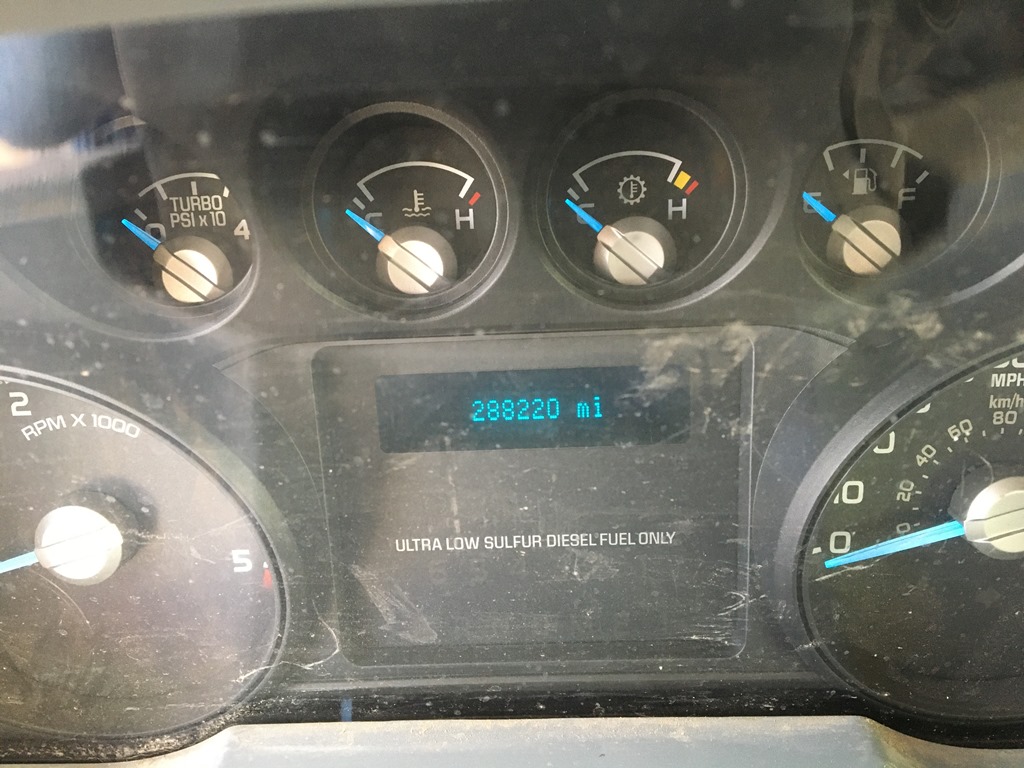 TURBO
PSI x 10
0
4
C
H
C
H
E
F
2
RPM X 1000
5
288220 mi
ULTRA LOW SULFUR DIESEL FUEL ONLY
MPH
km/h
80
60
40
20
0
10
0